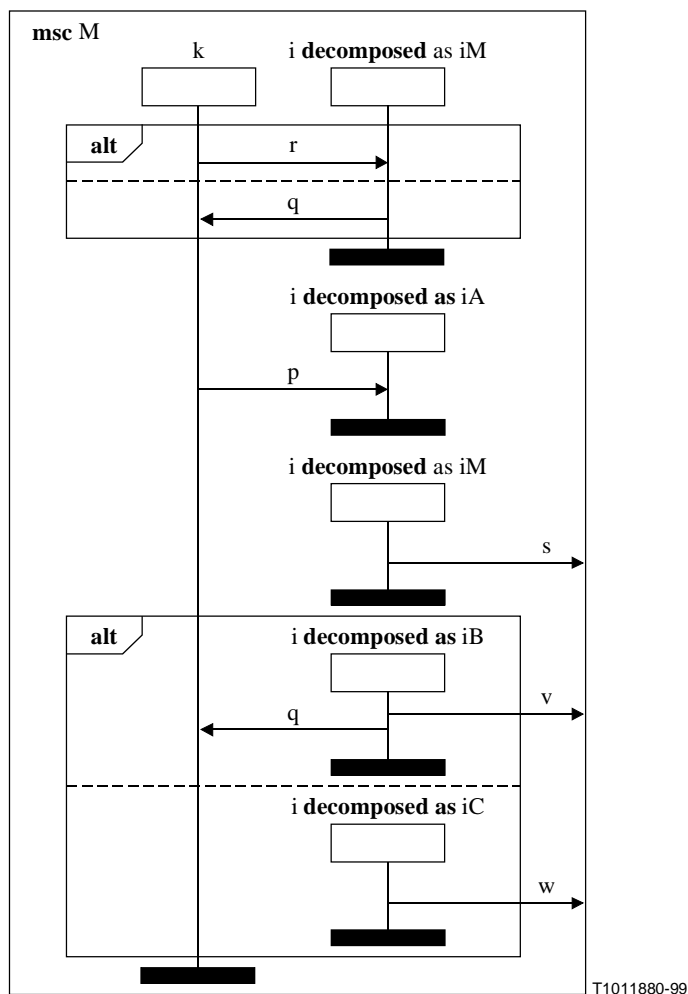 msc M
k
i decomposed as iM
alt
r
q
i decomposed as iA
p
i decomposed as iM
s
alt
i decomposed as iB
v
q
i decomposed as iC
w
T1011880-99